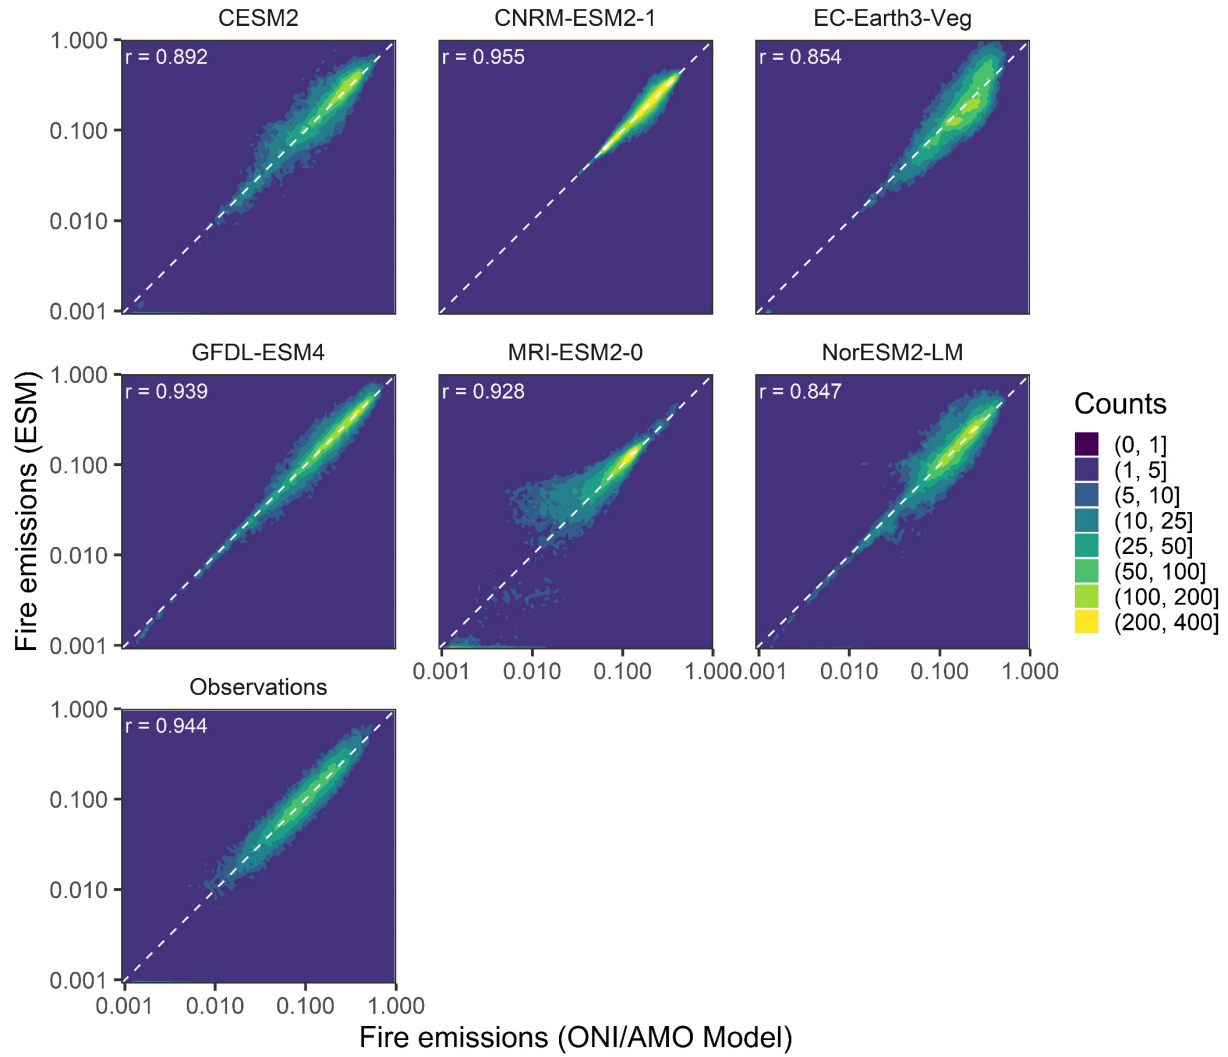 CESM2
CNRM-ESM2-1
EC-Earth3-Veg
1.000
0.100
0.010
0.001
r = 0.892
r = 0.955
r = 0.854
GFDL-ESM4
MRI-ESM2-0
NorESM2-LM
1.000
0.100
0.010
0.001
r = 0.939
r = 0.928
r = 0.847
0.001 0.010 0.100 1.000
0.001 0.010 0.100 1.000
Observations
1.000
0.100
0.010
0.001
r = 0.944
0.001 0.010 0.100 1.000
Fire emissions (ESM)
Fire emissions (ONI/AMO Model)
Counts
(0, 1]
(1, 5]
(5, 10]
(10, 25]
(25, 50]
(50, 100]
(100, 200]
(200, 400]